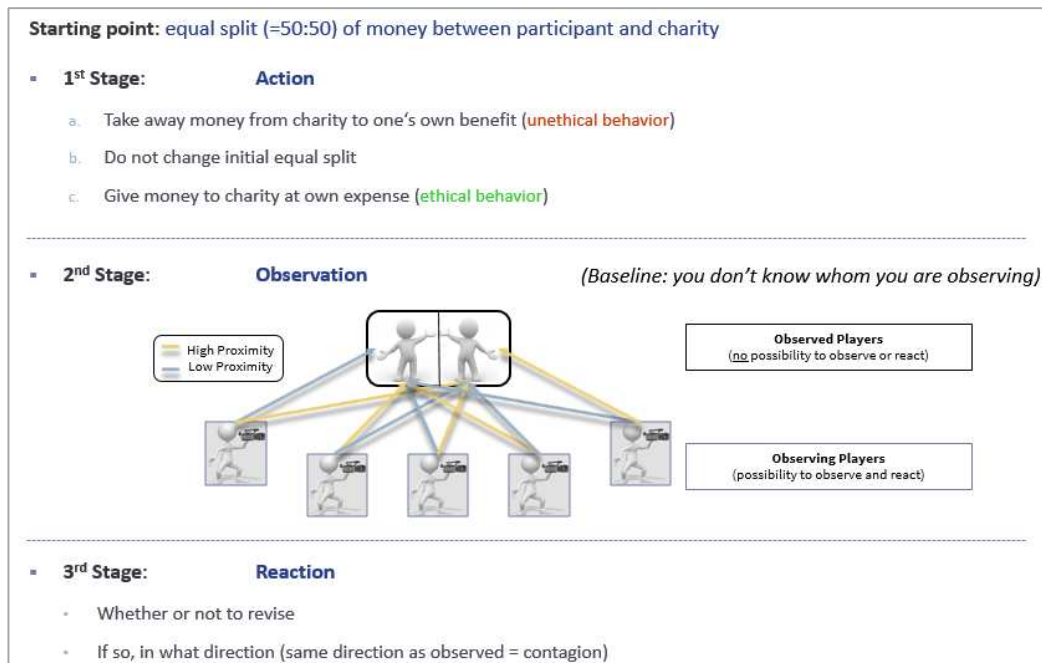 Starting point: equal split (=50:50) of money between participant and charity
▪ 1st Stage: Action
a. Take away money from charity to one‘s own benefit (unethical behavior)
b. Do not change initial equal split
c. Give money to charity at own expense (ethical behavior)
▪ 2nd Stage: Observation (Baseline: you don’t know whom you are observing)
High Proximity
Low Proximity
Observed Players
(no possibility to observe or react)
Observing Players
(possibility to observe and react)
▪ 3rd Stage: Reaction
• Whether or not to revise
• If so, in what direction (same direction as observed = contagion)